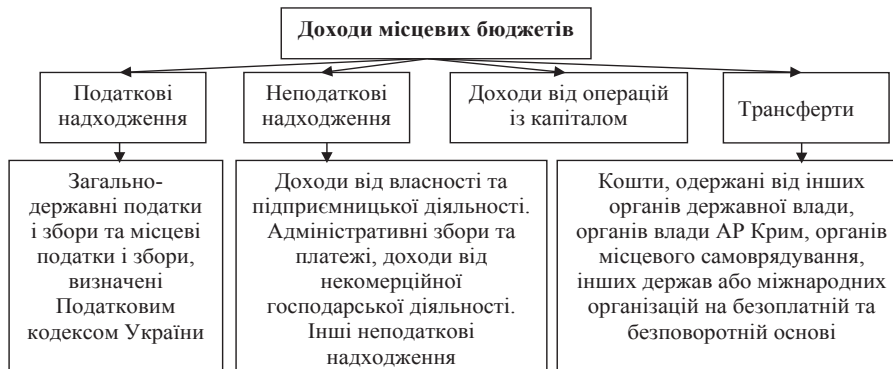 Доходи місцевих бюджетів
Податкові
надходження
Неподаткові
надходження
Доходи від операцій
із капіталом
Трансферти
Загально-
державні податки
і збори та місцеві
податки і збори,
визначені
Податковим
кодексом України
Доходи від власності та
підприємницької діяльності.
Адміністративні збори та
платежі, доходи від
некомерційної
господарської діяльності.
Інші неподаткові
надходження
Кошти, одержані від інших
органів державної влади,
органів влади АР Крим, органів
місцевого самоврядування,
інших держав або міжнародних
організацій на безоплатній та
безповоротній основі